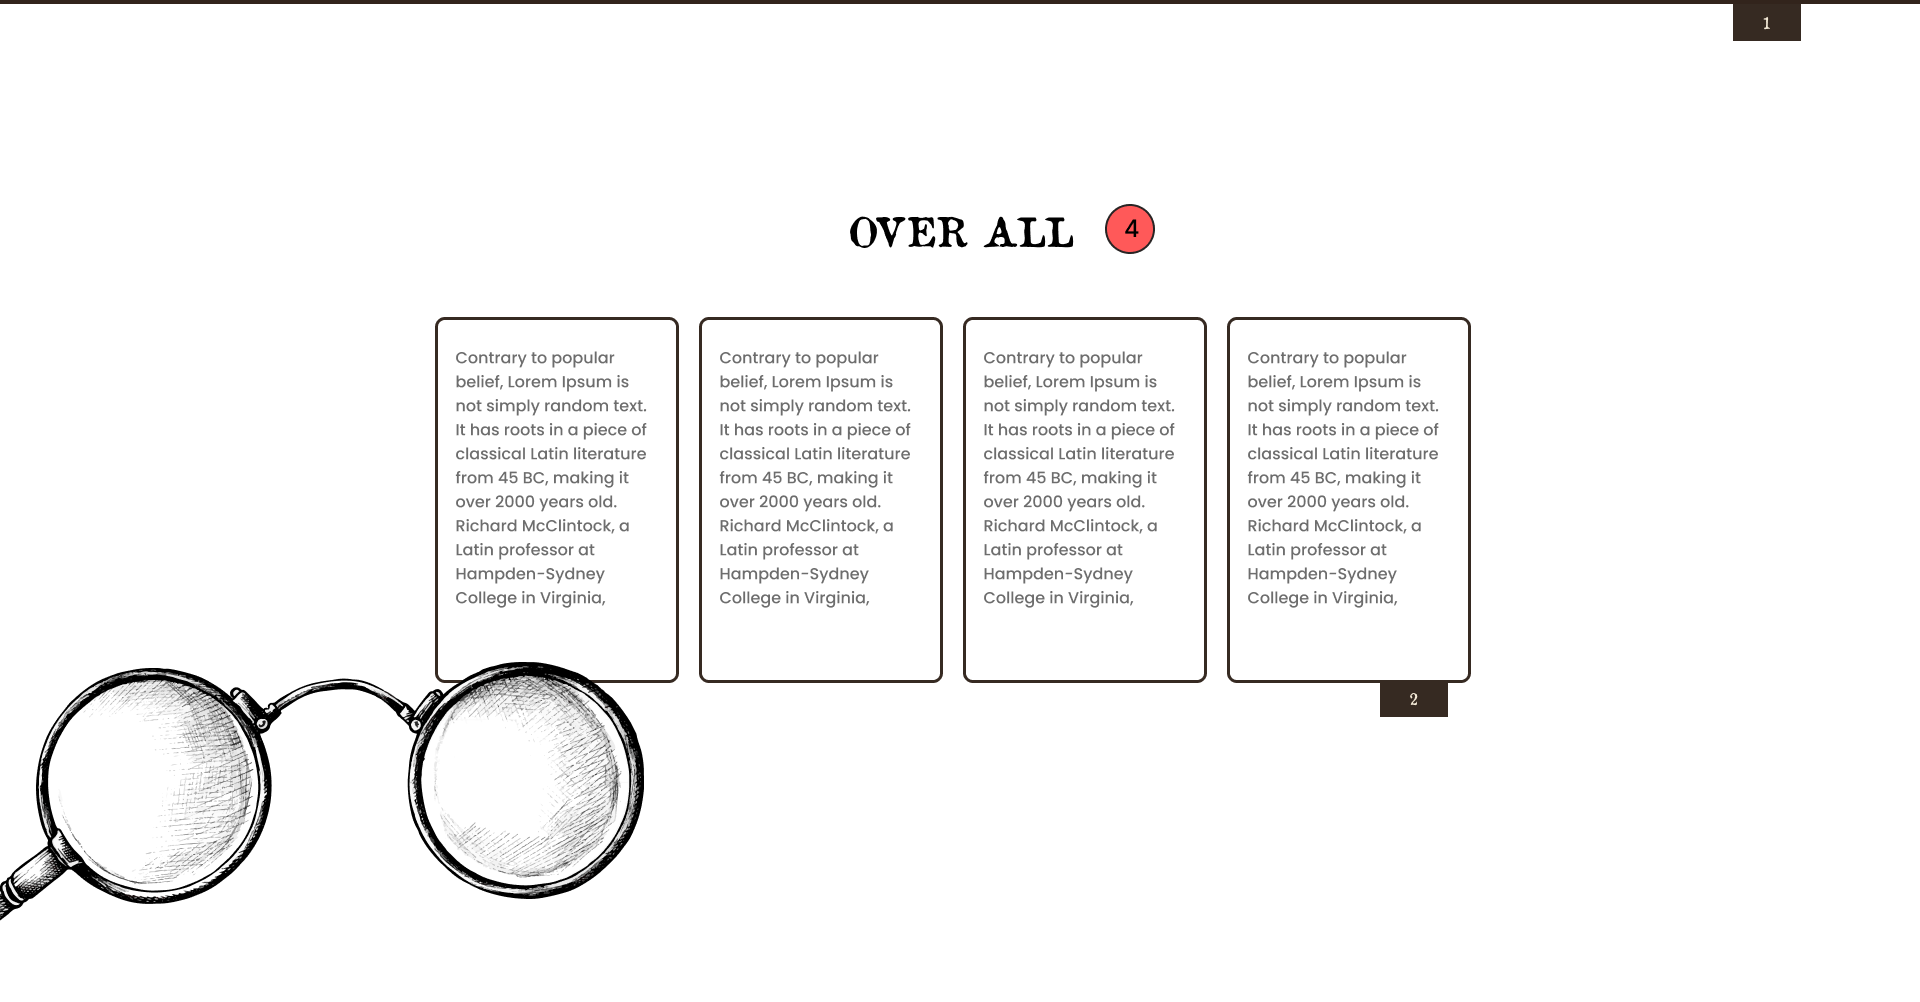 1
OVER ALL 4
Contrary to popular
belief, Lorem Ipsum is
not simply random text.
It has roots in a piece of
classical Latin literature
from 45 BC, making it
over 2000 years old.
Richard McClintock, a
Latin professor at
Hampden-Sydney
College in Virginia,
Contrary to popular
belief, Lorem Ipsum is
not simply random text.
It has roots in a piece of
classical Latin literature
from 45 BC, making it
over 2000 years old.
Richard McClintock, a
Latin professor at
Hampden-Sydney
College in Virginia,
Contrary to popular
belief, Lorem Ipsum is
not simply random text.
It has roots in a piece of
classical Latin literature
from 45 BC, making it
over 2000 years old.
Richard McClintock, a
Latin professor at
Hampden-Sydney
College in Virginia,
Contrary to popular
belief, Lorem Ipsum is
not simply random text.
It has roots in a piece of
classical Latin literature
from 45 BC, making it
over 2000 years old.
Richard McClintock, a
Latin professor at
Hampden-Sydney
College in Virginia,
2